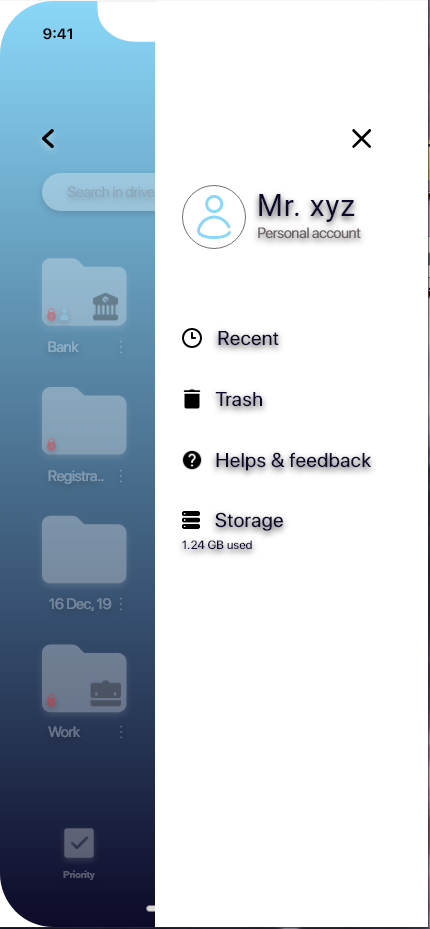 9:41
Search in drive
Mr. xyz
Personal account
Recent
Trash
Helps & feedback
Storage
1.24 GB used
Bank
Registra..
16 Dec, 19
Work
Priority